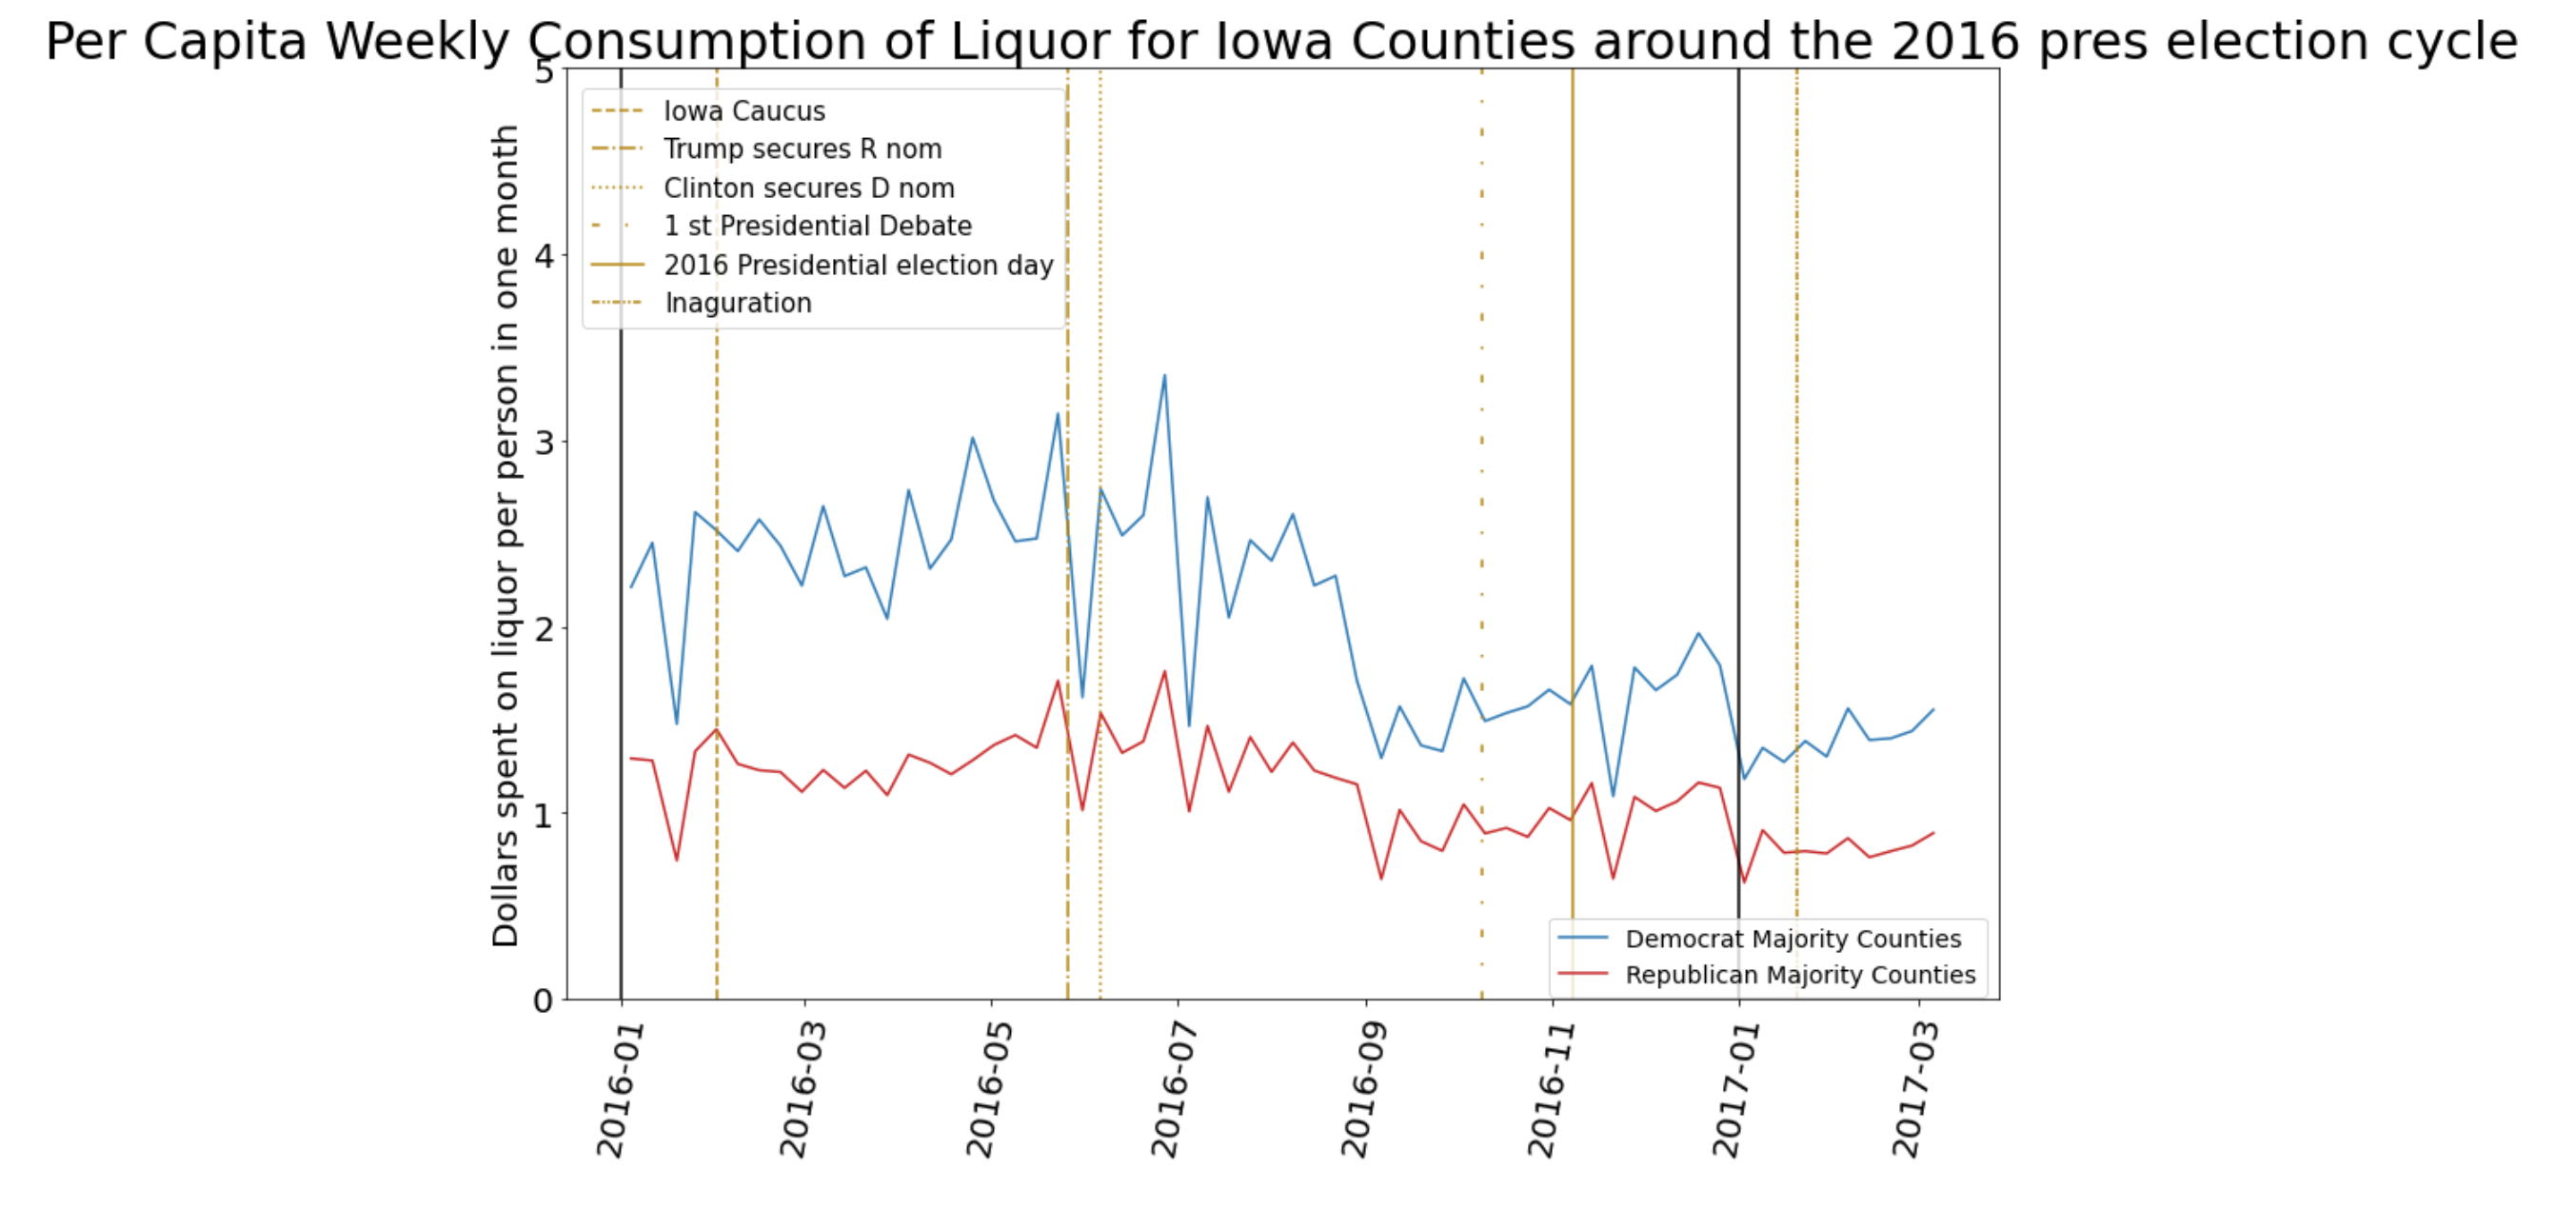 Per Capita Weekly Consumption of Liquor for Iowa Counties around the 2016 pres election cycle
Dollars spent on liquor per person in one month
5
4
3
2
1
0
Iowa Caucus
Trump secures R nom
Clinton secures D nom
1 st Presidential Debate
2016 Presidential election day
Inaguration
Democrat Majority Counties
Republican Majority Counties
2016-01
2016-03
2016-05
2016-07
2016-09
2016-11
2017-01
2017-03